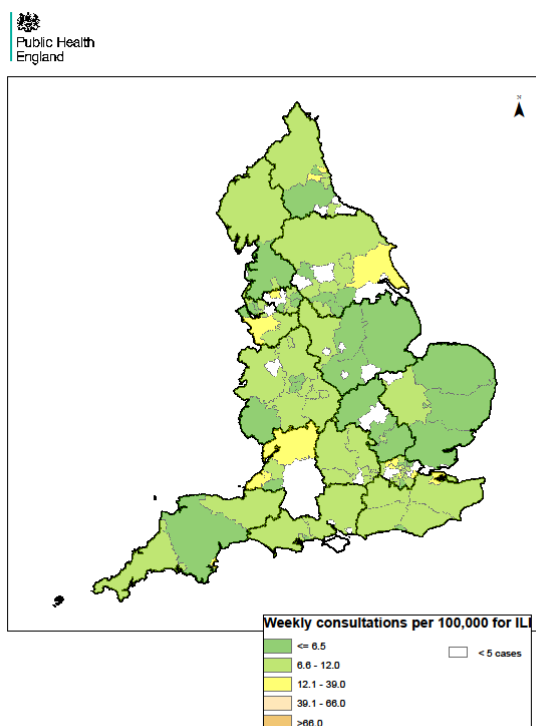 Public Health
England
N
Weekly consultations per 100,000 for ILI
<= 6.5
< 5 cases
6.6 - 12.0
12.1 - 39.0
39.1 - 66.0
>66.0